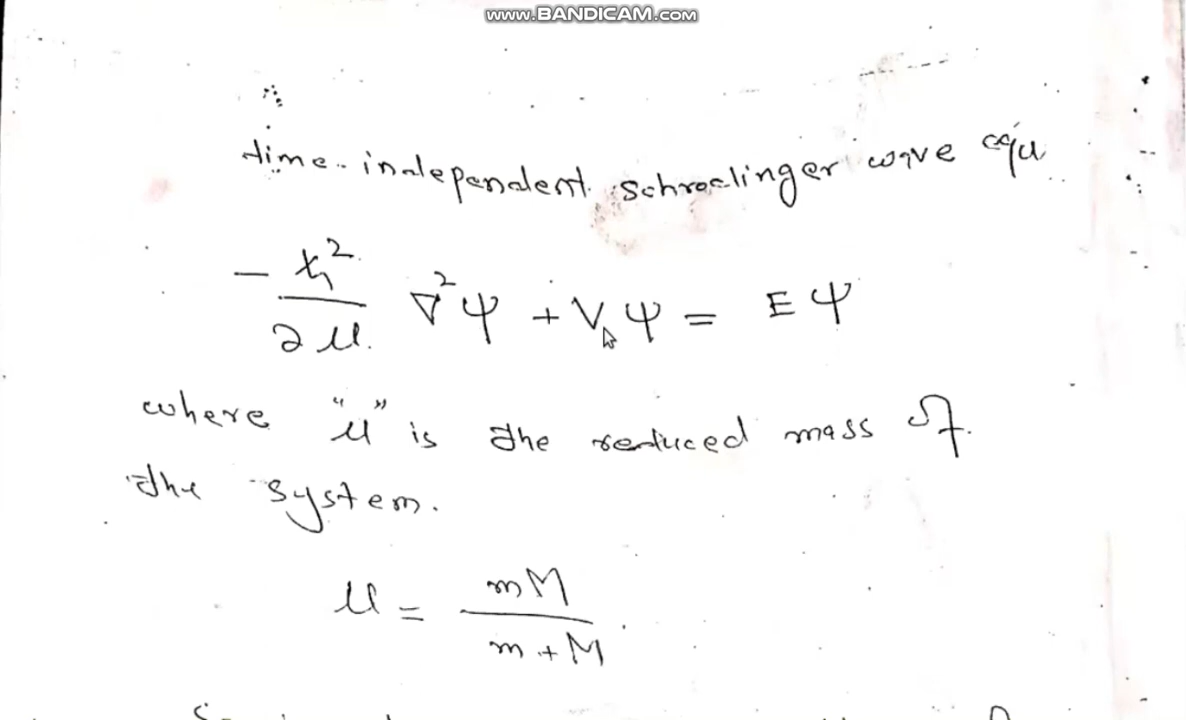 www.BANDICAM.com
time-independent Schrodinger wave equ
- ħ² / 2μ. ∇²ψ + Vψ = Eψ
where "μ" is the reduced mass of.
the system.
μ = mM / m + M.